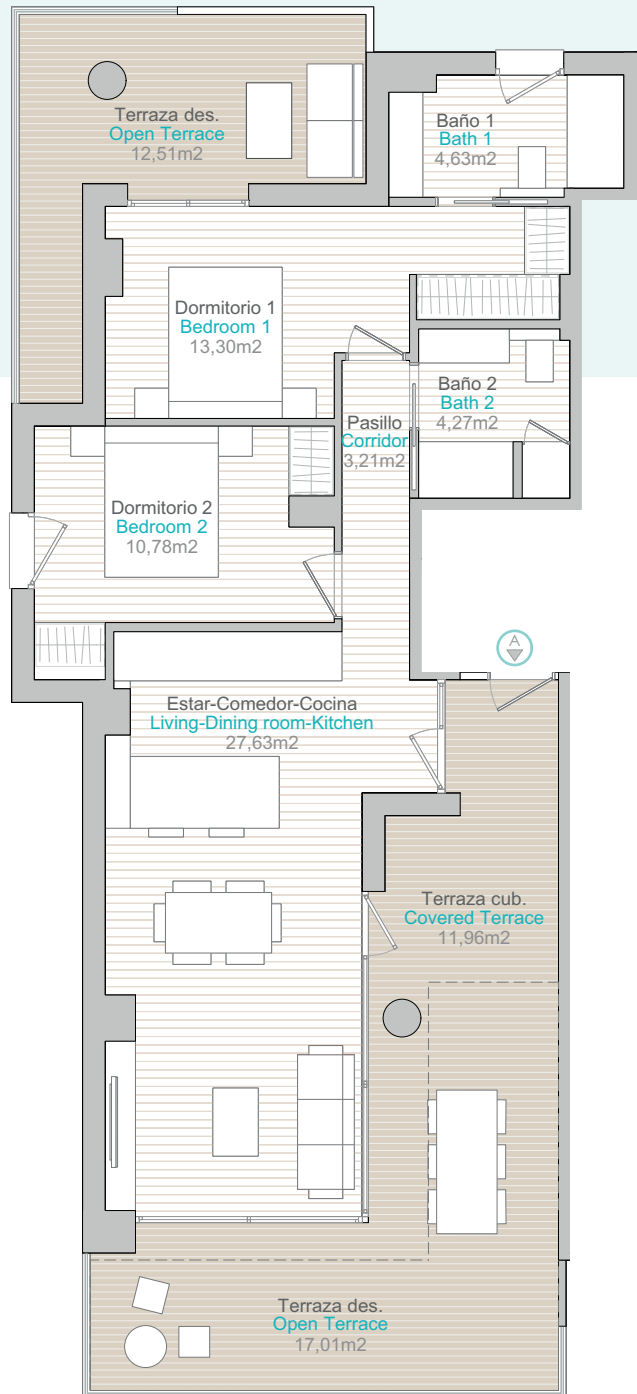 Terraza des.
Open Terrace
12,51m2
Baño 1
Bath 1
4,63m2
Dormitorio 1
Bedroom 1
13,30m2
Baño 2
Bath 2
4,27m2
Pasillo
Corridor
3,21m2
Dormitorio 2
Bedroom 2
10,78m2
A
Estar-Comedor-Cocina
Living-Dining room-Kitchen
27,63m2
Terraza cub.
Covered Terrace
11,96m2
Terraza des.
Open Terrace
17,01m2